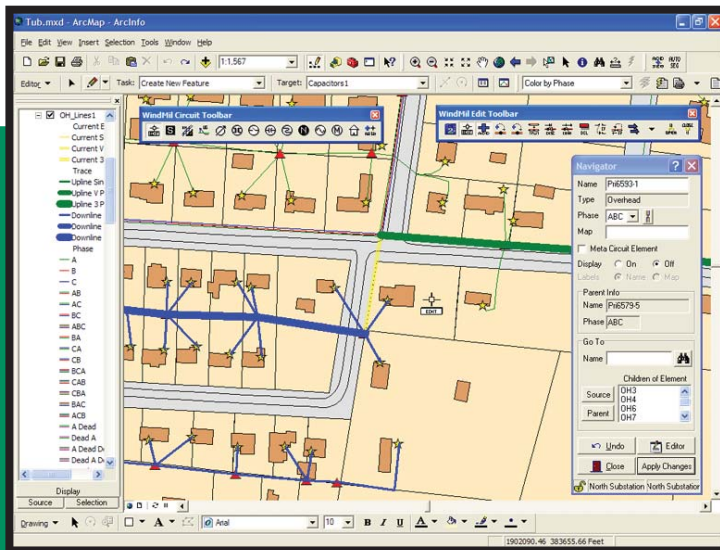 Tub.mxd - ArcMap - ArcInfo
File Edit View Insert Selection Tools Window Help
1:1,567
Editor Task: Create New Feature Target: Capacitors1 Color by Phase
OH_Lines1
Current E
Current S
Current V
Current 3
Trace
Upline Sin
Upline V P
Upline 3 P
Downline
Downline
Downline
Phase
A
B
C
AB
AC
BC
ABC
BA
CA
CB
BCA
CAB
CBA
BAC
ACB
A Dead
Dead A
A Dead D
Dead A D
Display
Source Selection
WindMil Circuit Toolbar
WindMil Edit Toolbar
EDIT
Navigator
Name Pri6593-1
Type Overhead
Phase ABC
Map
Meta Circuit Element
Display On Off
Labels Name Map
Parent Info
Name Pri6579-5
Phase ABC
Go To
Name
Children of Element
Source
Parent
OH3
OH4
OH6
OH7
Undo Editor
Close Apply Changes
North Substation North Substation
Drawing Arial 10 B I U A
1902090.46 383655.66 Feet